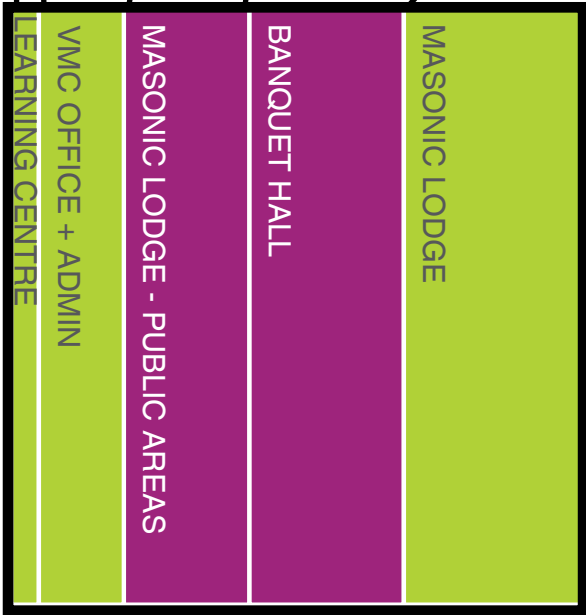 MASONIC LODGE
BANQUET HALL
MASONIC LODGE - PUBLIC AREAS
VMC OFFICE + ADMIN
LEARNING CENTRE